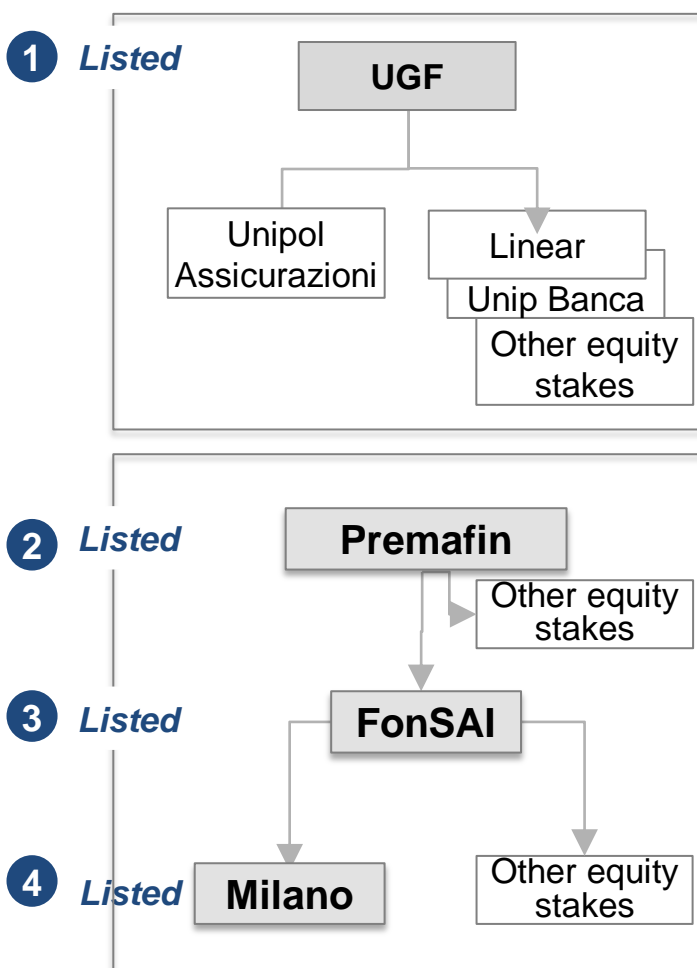 1 Listed UGF
Unipol
Assicurazioni
Linear
Unip Banca
Other equity
stakes
2 Listed Premafin
Other equity
stakes
3 Listed FonSAI
4 Listed Milano
Other equity
stakes